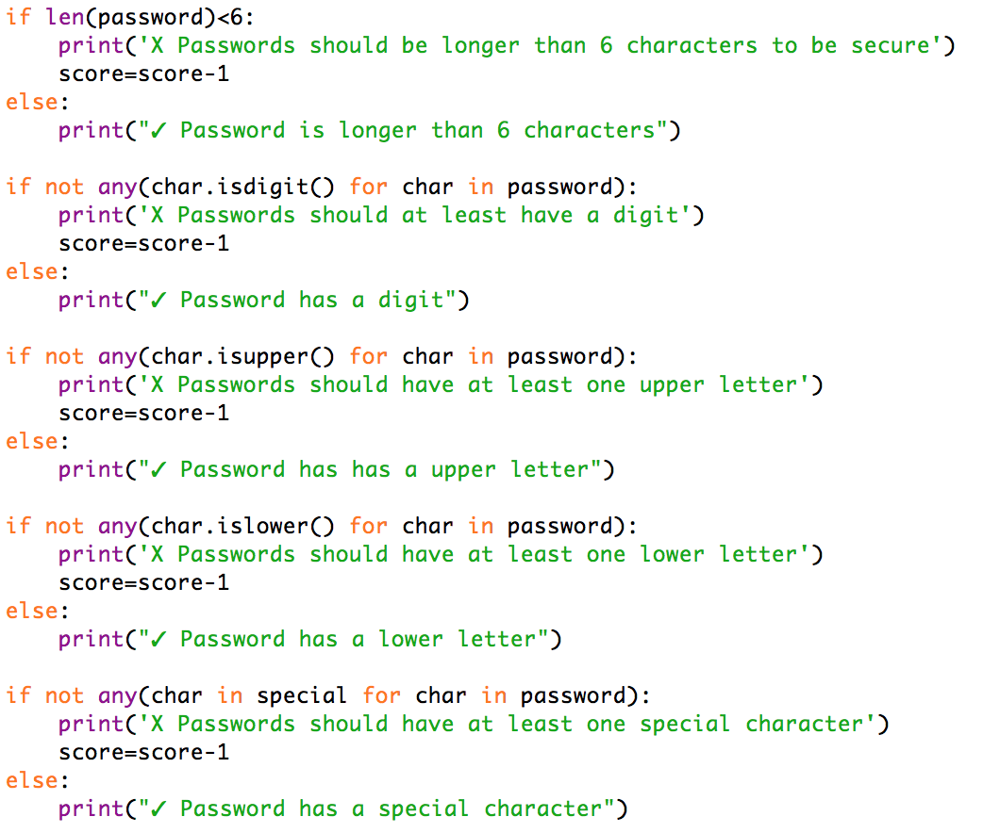 if len(password)<6:
    print('X Passwords should be longer than 6 characters to be secure')
    score=score-1
else:
    print("✓ Password is longer than 6 characters")

if not any(char.isdigit() for char in password):
    print('X Passwords should at least have a digit')
    score=score-1
else:
    print("✓ Password has a digit")

if not any(char.isupper() for char in password):
    print('X Passwords should have at least one upper letter')
    score=score-1
else:
    print("✓ Password has has a upper letter")

if not any(char.islower() for char in password):
    print('X Passwords should have at least one lower letter')
    score=score-1
else:
    print("✓ Password has a lower letter")

if not any(char in special for char in password):
    print('X Passwords should have at least one special character')
    score=score-1
else:
    print("✓ Password has a special character")